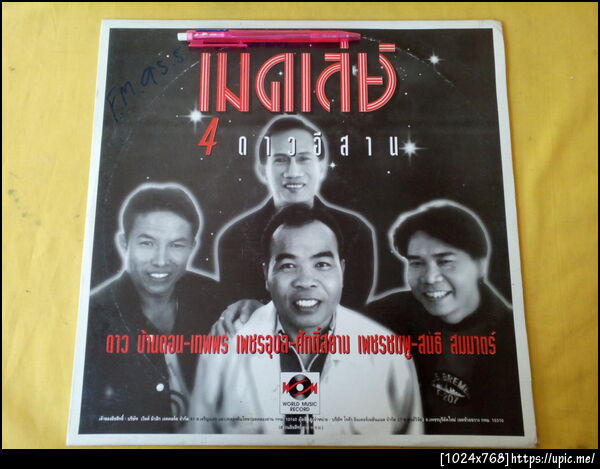 F.M. 95.5
เมดเล่ย์
4 ดาวอีสาน
ดาว บ้านดอน-เทพพร เพชรอุบล-ศักดิ์สยาม เพชรชมพู-สนธิ สมมาตร์
WORLD MUSIC
RECORD
[1024x768]https://upic.me/